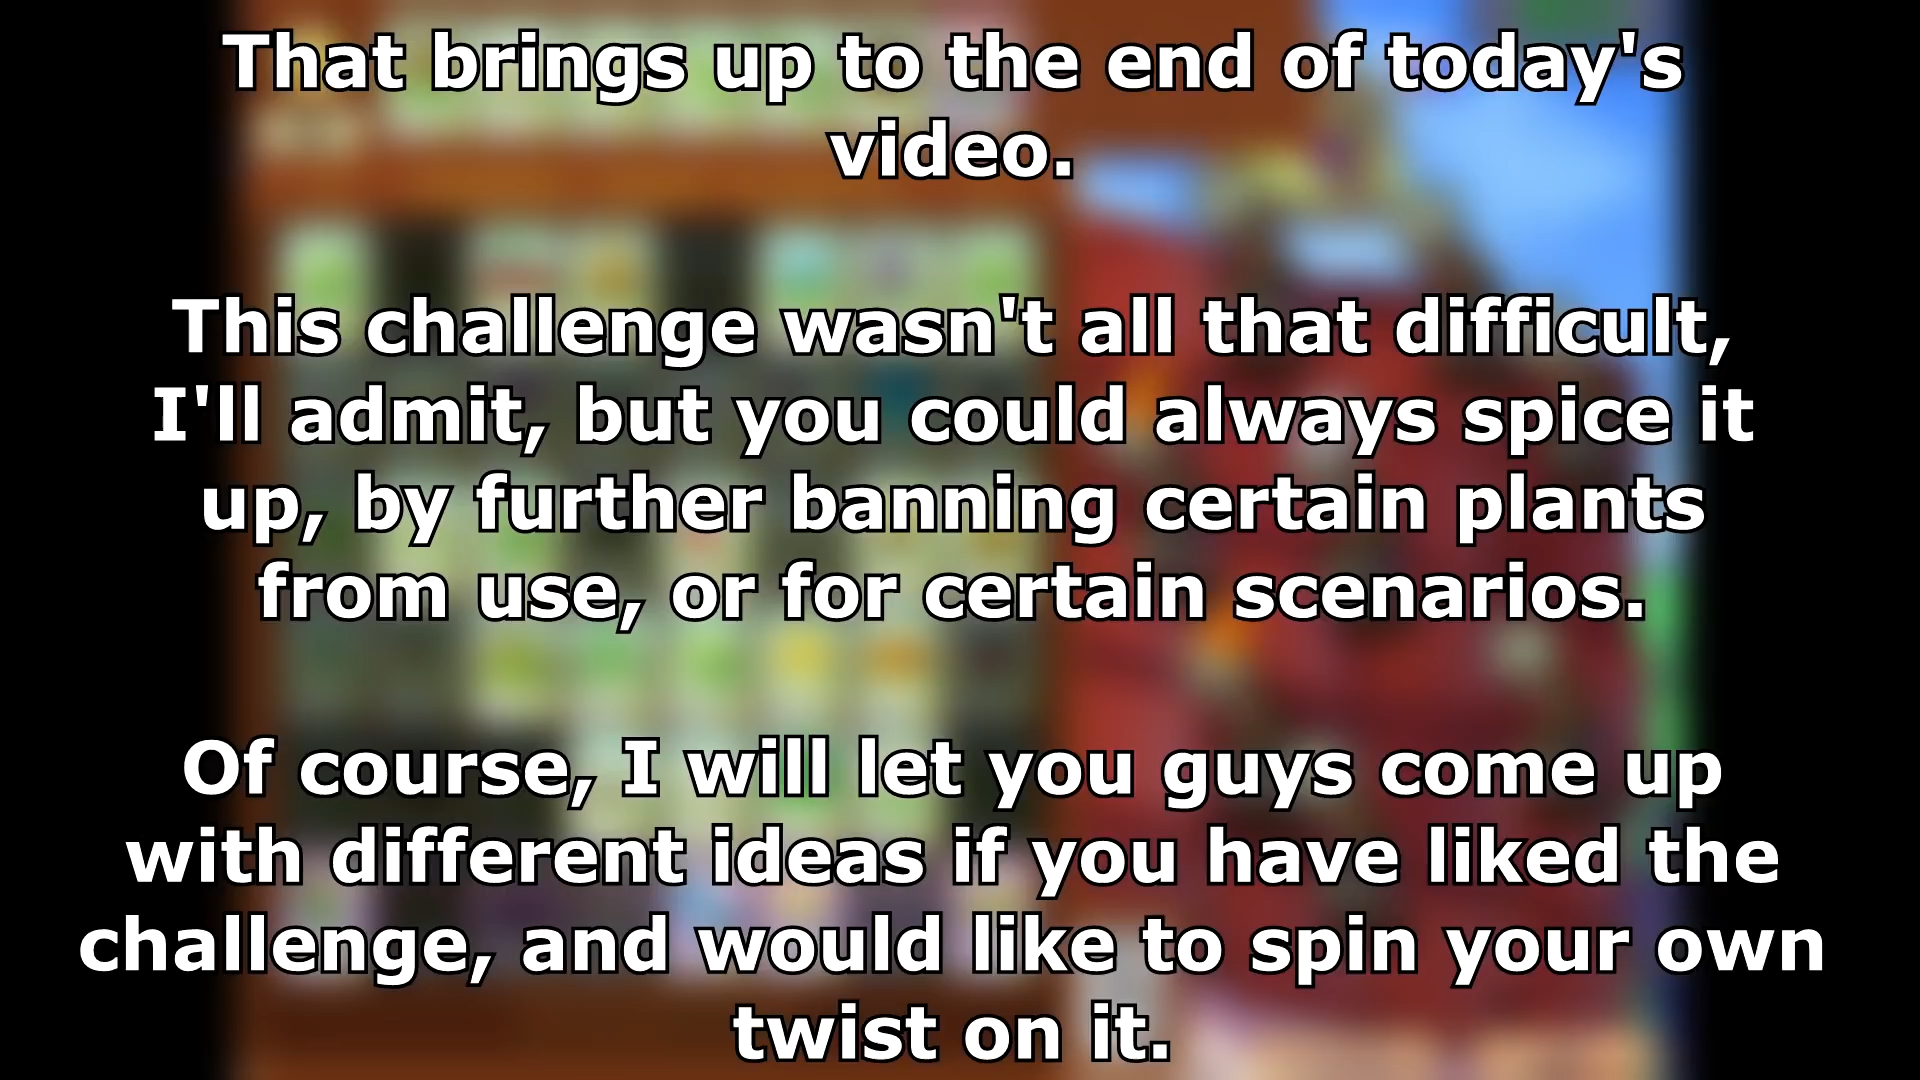 That brings up to the end of today's
video.
This challenge wasn't all that difficult,
I'll admit, but you could always spice it
up, by further banning certain plants
from use, or for certain scenarios.
Of course, I will let you guys come up
with different ideas if you have liked the
challenge, and would like to spin your own
twist on it.